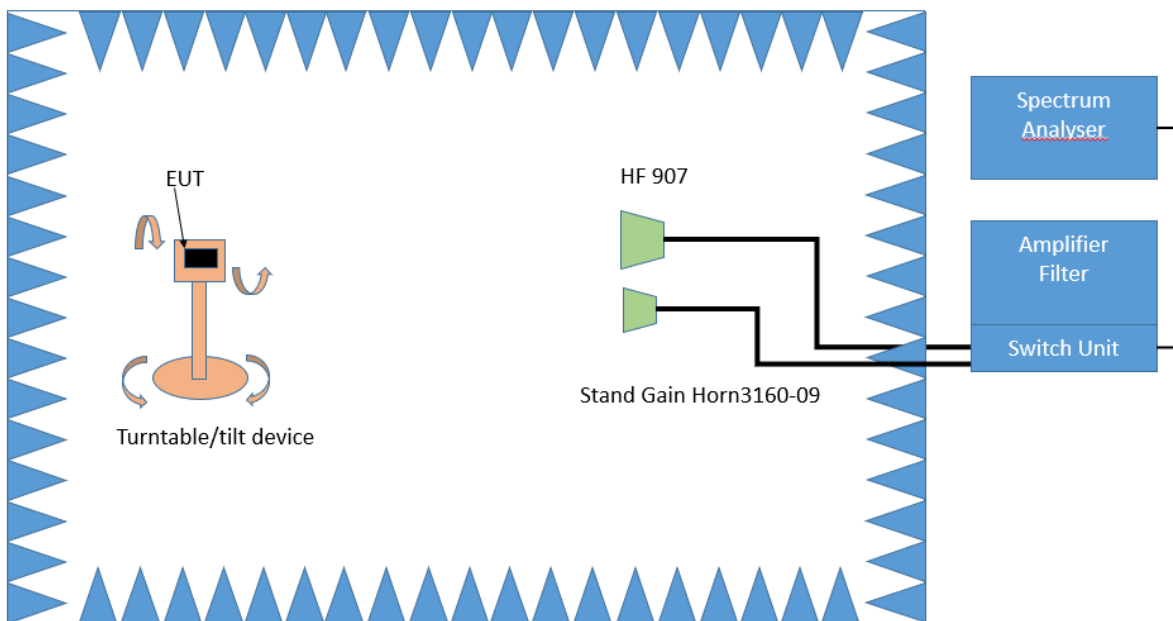 EUT
Turntable/tilt device
HF 907
Stand Gain Horn3160-09
Spectrum
Analyser
Amplifier
Filter
Switch Unit